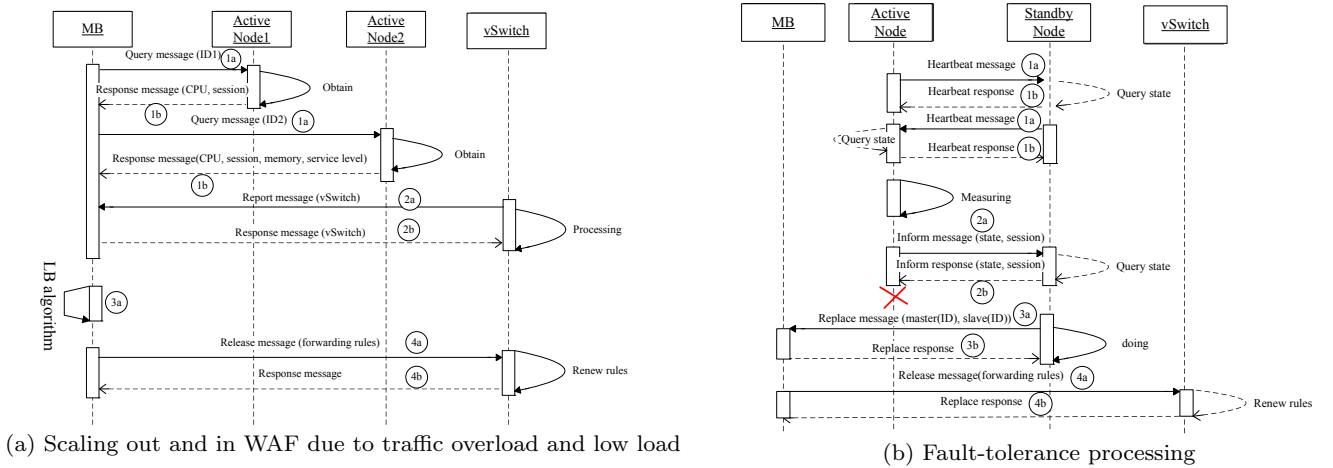 MB
Active
Node1
Active
Node2
vSwitch
Query message (ID1)
1a
Obtain
Response message (CPU, session)
1b
Query message (ID2)
1a
Obtain
Response message(CPU, session, memory, service level)
1b
Report message (vSwitch)
2a
Processing
Response message (vSwitch)
2b
LB algorithm
3a
Release message (forwarding rules)
4a
Renew rules
Response message
4b
(a) Scaling out and in WAF due to traffic overload and low load
MB
Active
Node
Standby
Node
vSwitch
Heartbeat message
1a
Query state
Hearbeat response
1b
Heartbeat message
1a
Query state
Hearbeat response
1b
Measuring
2a
Inform message (state, session)
Inform response (state, session)
Query state
2b
Replace message (master(ID), slave(ID))
3a
doing
Replace response
3b
Release message(forwarding rules)
4a
Renew rules
Replace response
4b
(b) Fault-tolerance processing